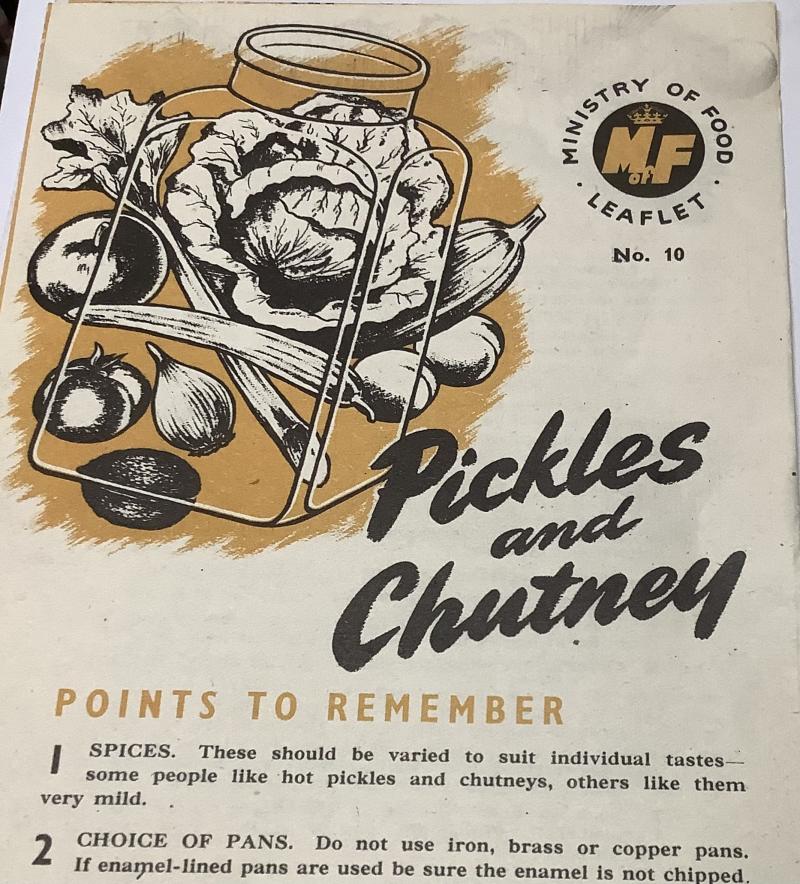 MINISTRY OF FOOD
M of F
· LEAFLET ·
No. 10
Pickles
and
Chutney
POINTS TO REMEMBER
1 SPICES. These should be varied to suit individual tastes—
some people like hot pickles and chutneys, others like them
very mild.
2 CHOICE OF PANS. Do not use iron, brass or copper pans.
If enamel-lined pans are used be sure the enamel is not chipped.